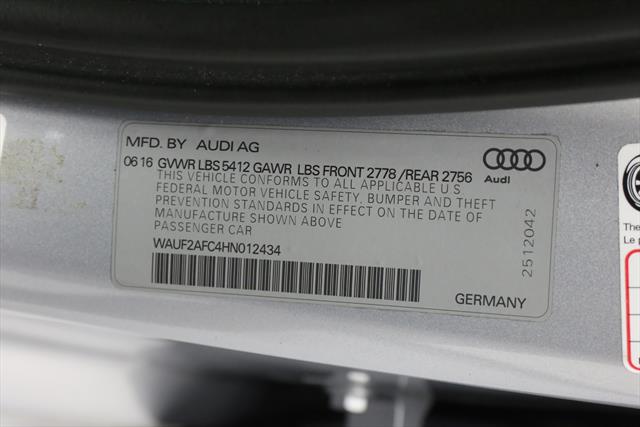 MFD. BY AUDI AG
06 16 GVWR LBS 5412 GAWR LBS FRONT 2778 /REAR 2756
THIS VEHICLE CONFORMS TO ALL APPLICABLE U S
FEDERAL MOTOR VEHICLE SAFETY, BUMPER AND THEFT
PREVENTION STANDARDS IN EFFECT ON THE DATE OF
MANUFACTURE SHOWN ABOVE
PASSENGER CAR
WAUF2AFC4HN012434
GERMANY
Audi
2512042
The
Le p